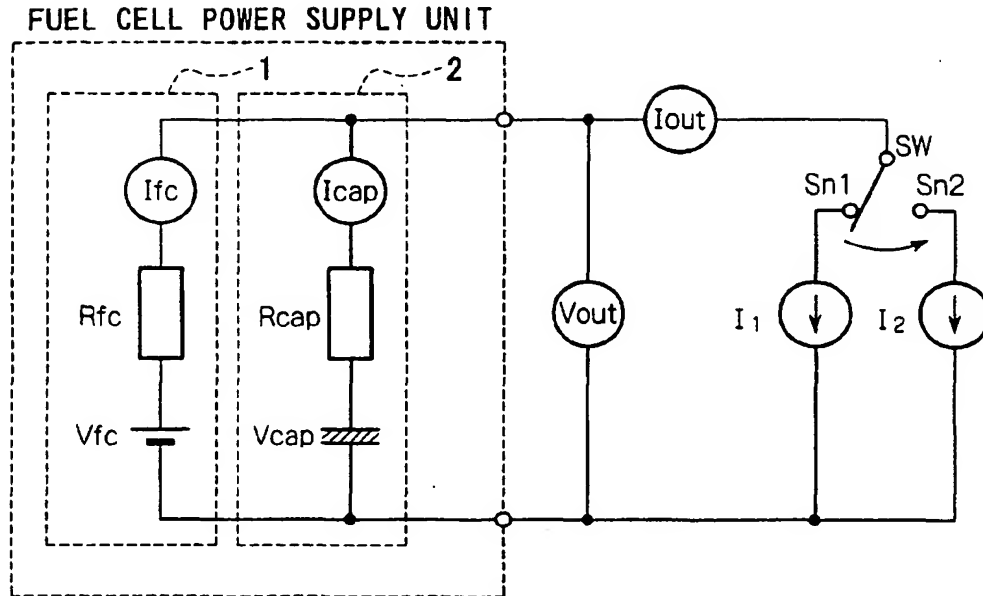 FUEL CELL POWER SUPPLY UNIT
1
2
Iout
SW
Ifc
Icap
Sn1
Sn2
Rfc
Rcap
Vout
I1
I2
Vfc
Vcap